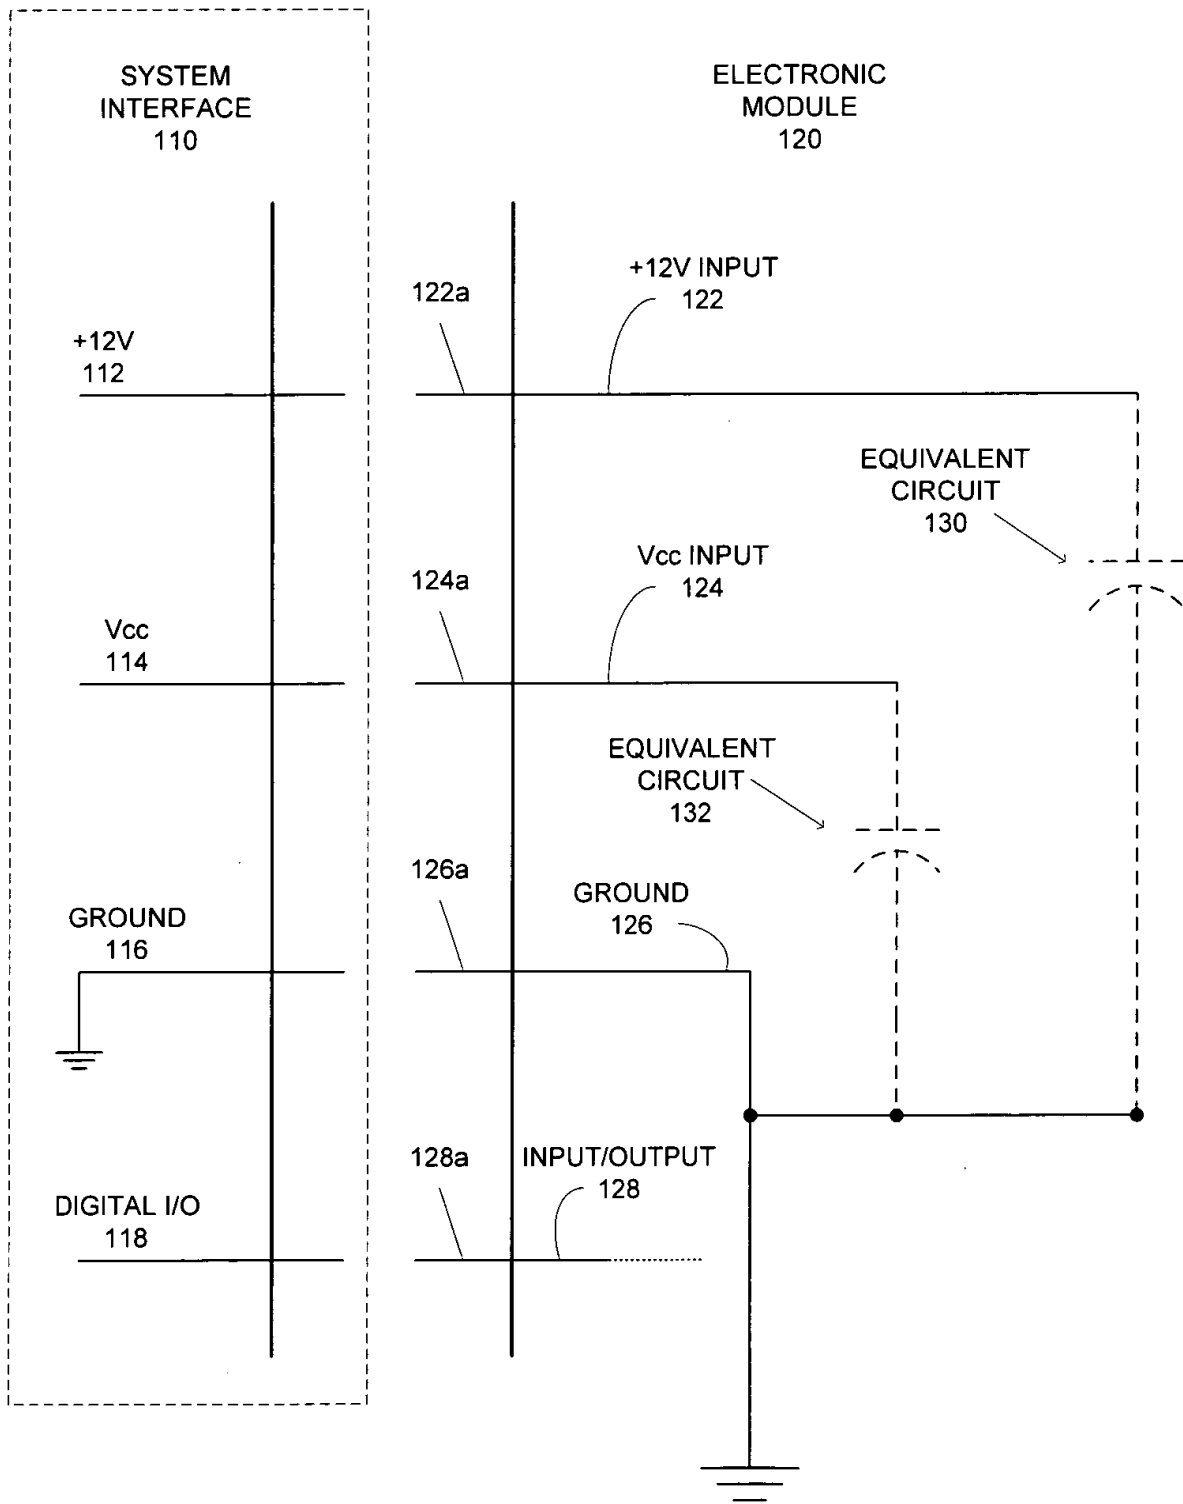 SYSTEM
INTERFACE
110
ELECTRONIC
MODULE
120
+12V INPUT
122
122a
+12V
112
EQUIVALENT
CIRCUIT
130
Vcc INPUT
124
124a
Vcc
114
EQUIVALENT
CIRCUIT
132
126a
GROUND
126
GROUND
116
128a
INPUT/OUTPUT
128
DIGITAL I/O
118